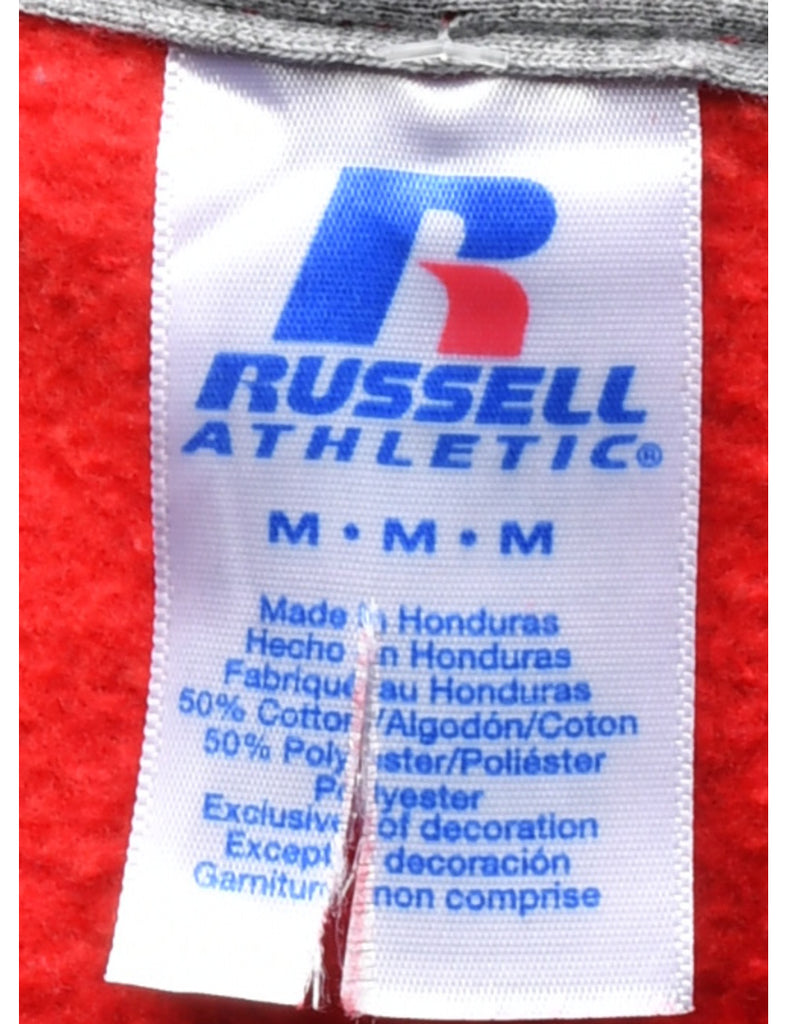 RUSSELL
ATHLETIC®
M • M • M
Made in Honduras
Hecho en Honduras
Fabriqué au Honduras
50% Cotton/Algodón/Coton
50% Polyester/Poliéster
Polyester
Exclusive of decoration
Excepto decoración
Garniture non comprise